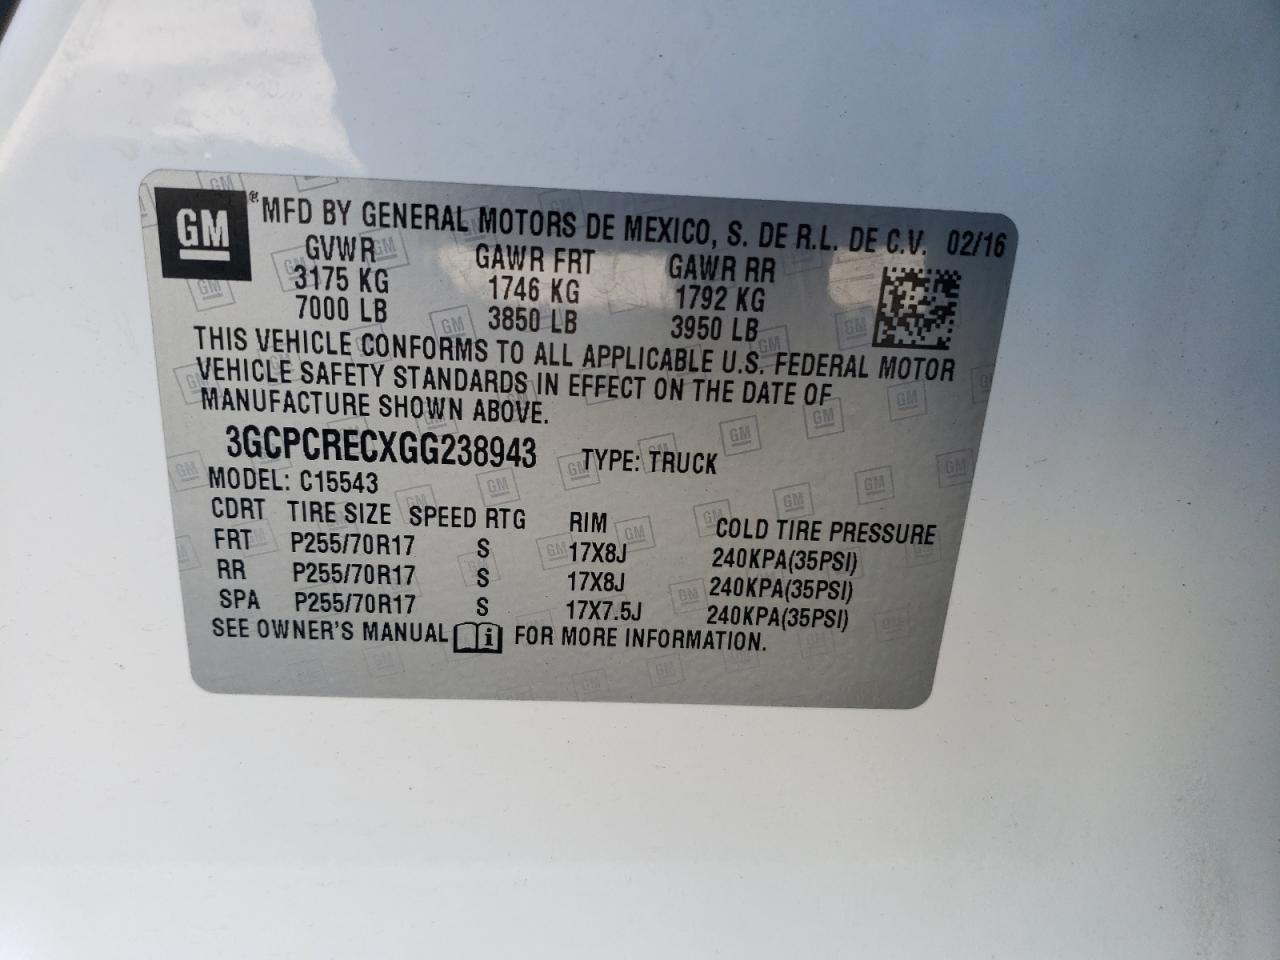 GM ® MFD BY GENERAL MOTORS DE MEXICO, S. DE R.L. DE C.V. 02/16
GVWR GAWR FRT GAWR RR
3175 KG 1746 KG 1792 KG
7000 LB 3850 LB 3950 LB
THIS VEHICLE CONFORMS TO ALL APPLICABLE U.S. FEDERAL MOTOR
VEHICLE SAFETY STANDARDS IN EFFECT ON THE DATE OF
MANUFACTURE SHOWN ABOVE.
3GCPCRECXGG238943 TYPE: TRUCK
MODEL: C15543
CDRT TIRE SIZE SPEED RTG RIM COLD TIRE PRESSURE
FRT P255/70R17 S 17X8J 240KPA(35PSI)
RR P255/70R17 S 17X8J 240KPA(35PSI)
SPA P255/70R17 S 17X7.5J 240KPA(35PSI)
SEE OWNER'S MANUAL i FOR MORE INFORMATION.